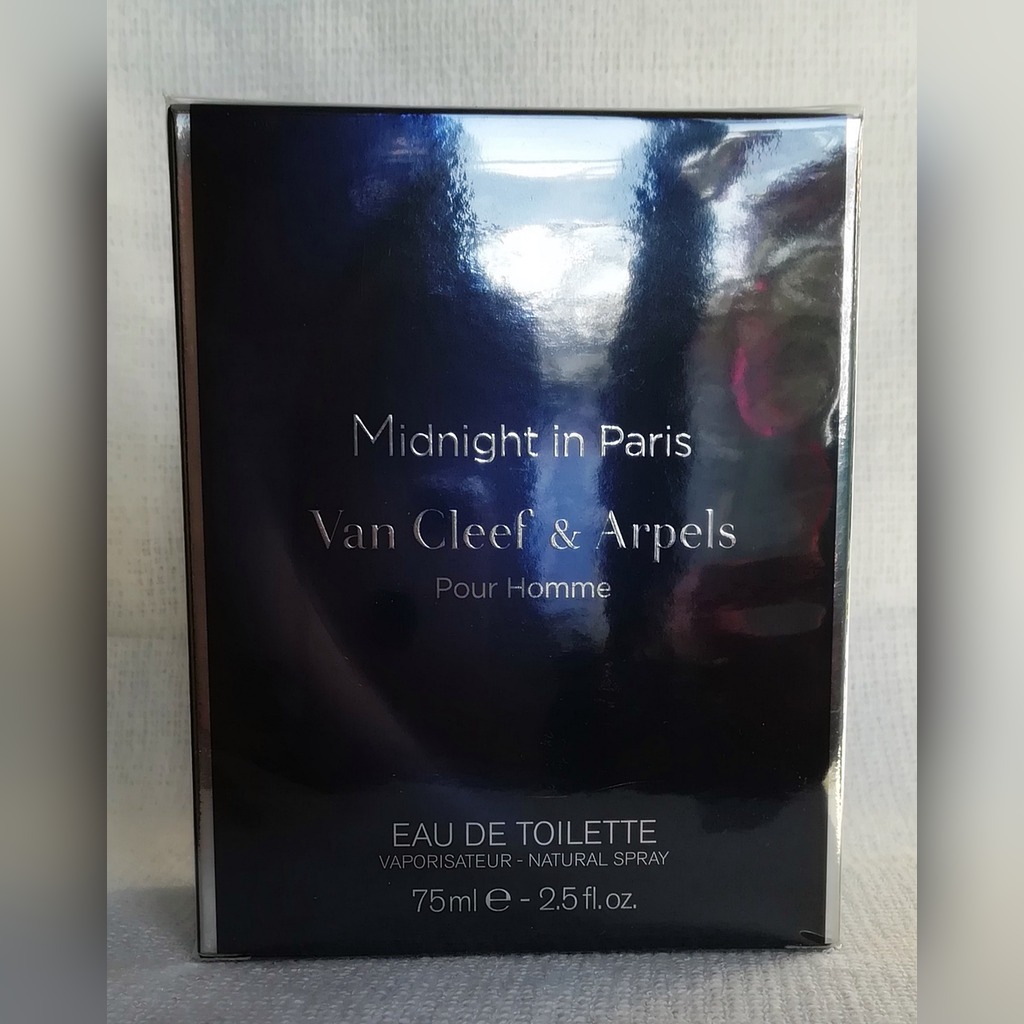 Midnight in Paris
Van Cleef & Arpels
Pour Homme
EAU DE TOILETTE
VAPORISATEUR - NATURAL SPRAY
75ml ℮ - 2.5 fl. oz.